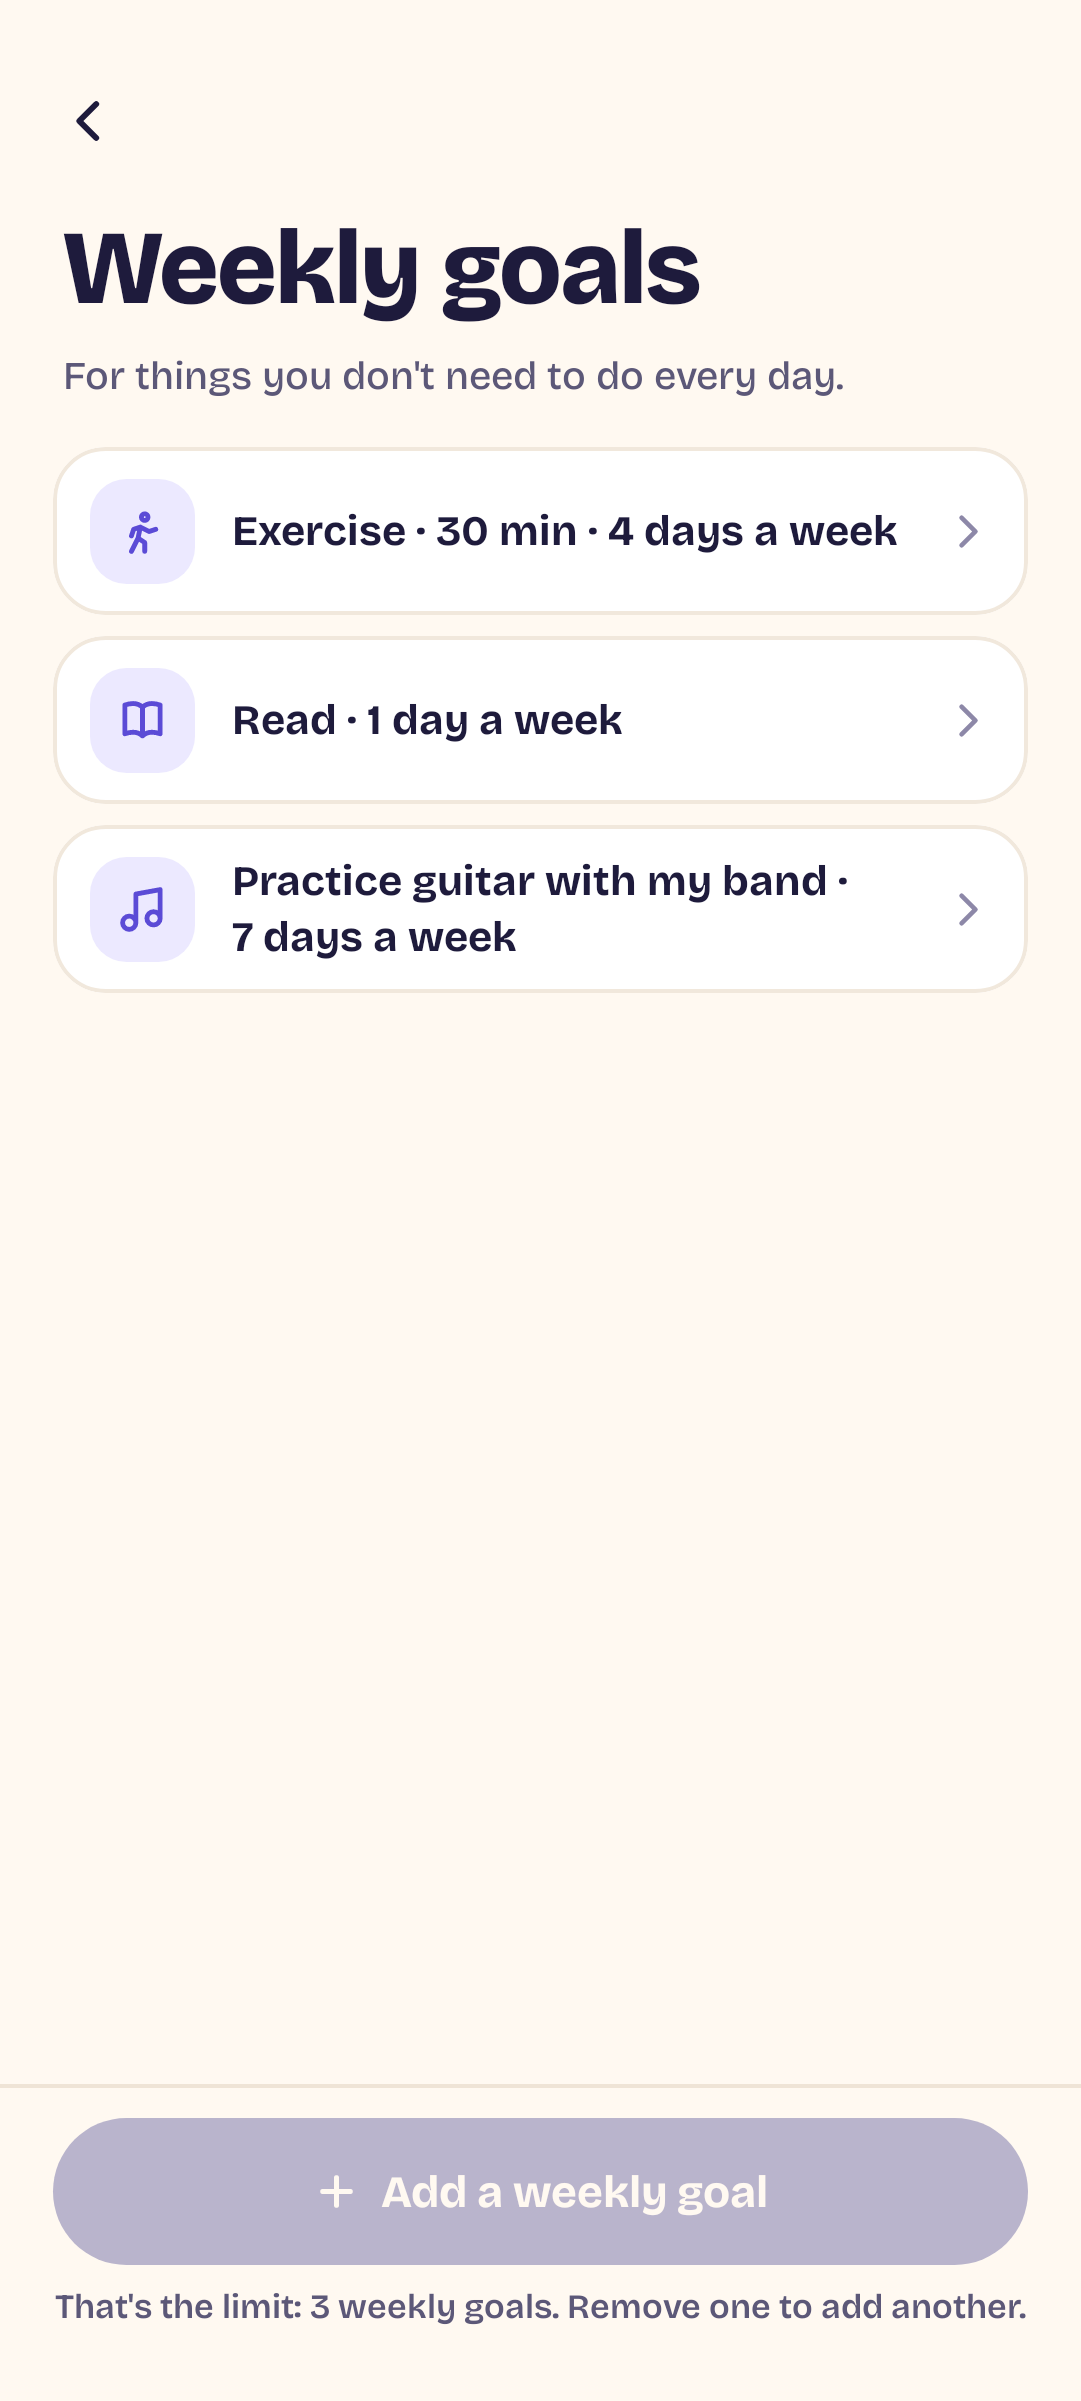 Weekly goals
For things you don't need to do every day.
Exercise · 30 min · 4 days a week
Read · 1 day a week
Practice guitar with my band ·
7 days a week
Add a weekly goal
That's the limit: 3 weekly goals. Remove one to add another.